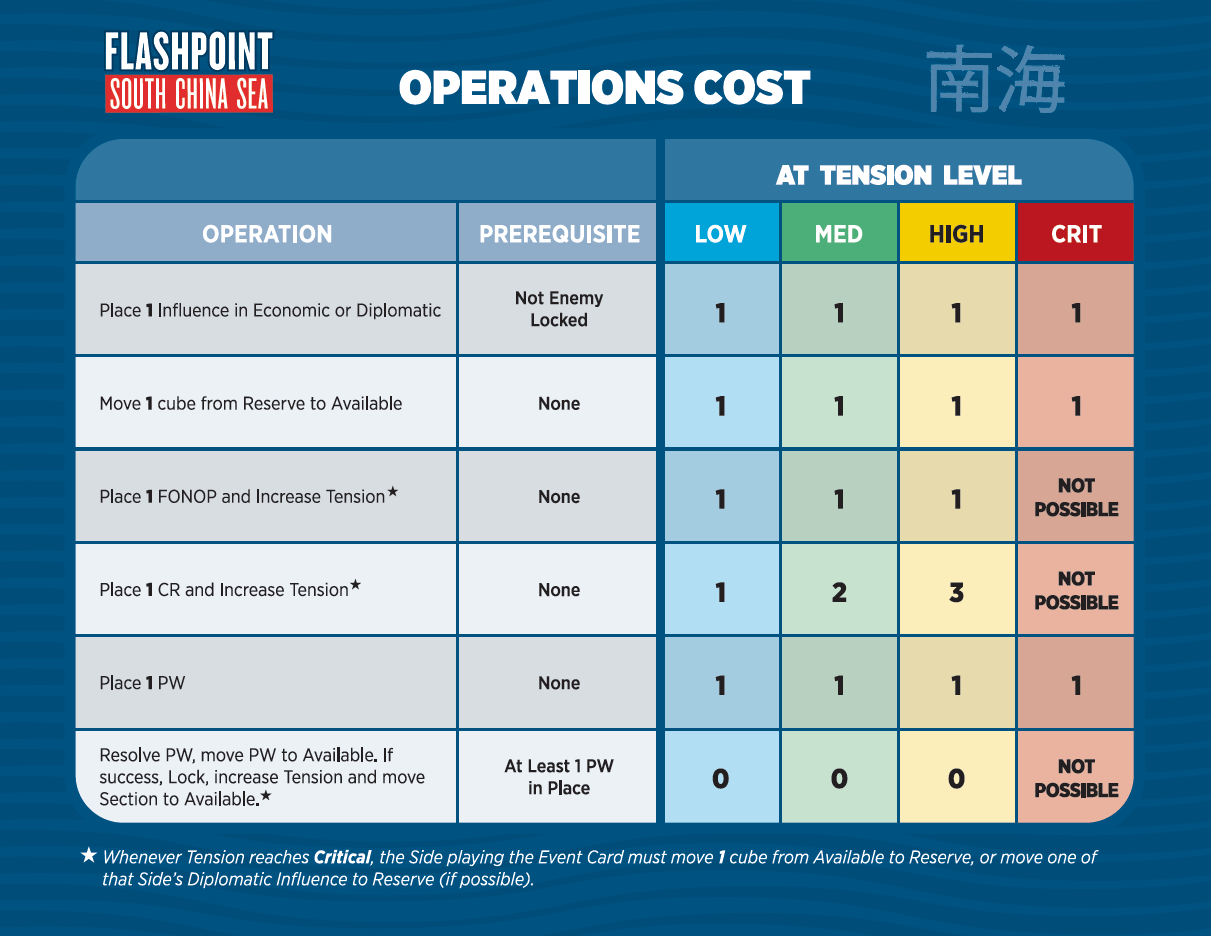 FLASHPOINT
SOUTH CHINA SEA
OPERATIONS COST
南海
AT TENSION LEVEL
OPERATION PREREQUISITE LOW MED HIGH CRIT
Place 1 Influence in Economic or Diplomatic
Not Enemy
Locked
1 1 1 1
Move 1 cube from Reserve to Available
None
1 1 1 1
Place 1 FONOP and Increase Tension★
None
1 1 1
NOT
POSSIBLE
Place 1 CR and Increase Tension★
None
1 2 3
NOT
POSSIBLE
Place 1 PW
None
1 1 1 1
Resolve PW, move PW to Available. If
success, Lock, increase Tension and move
Section to Available.★
At Least 1 PW
in Place
0 0 0
NOT
POSSIBLE
★ Whenever Tension reaches Critical, the Side playing the Event Card must move 1 cube from Available to Reserve, or move one of
that Side's Diplomatic Influence to Reserve (if possible).